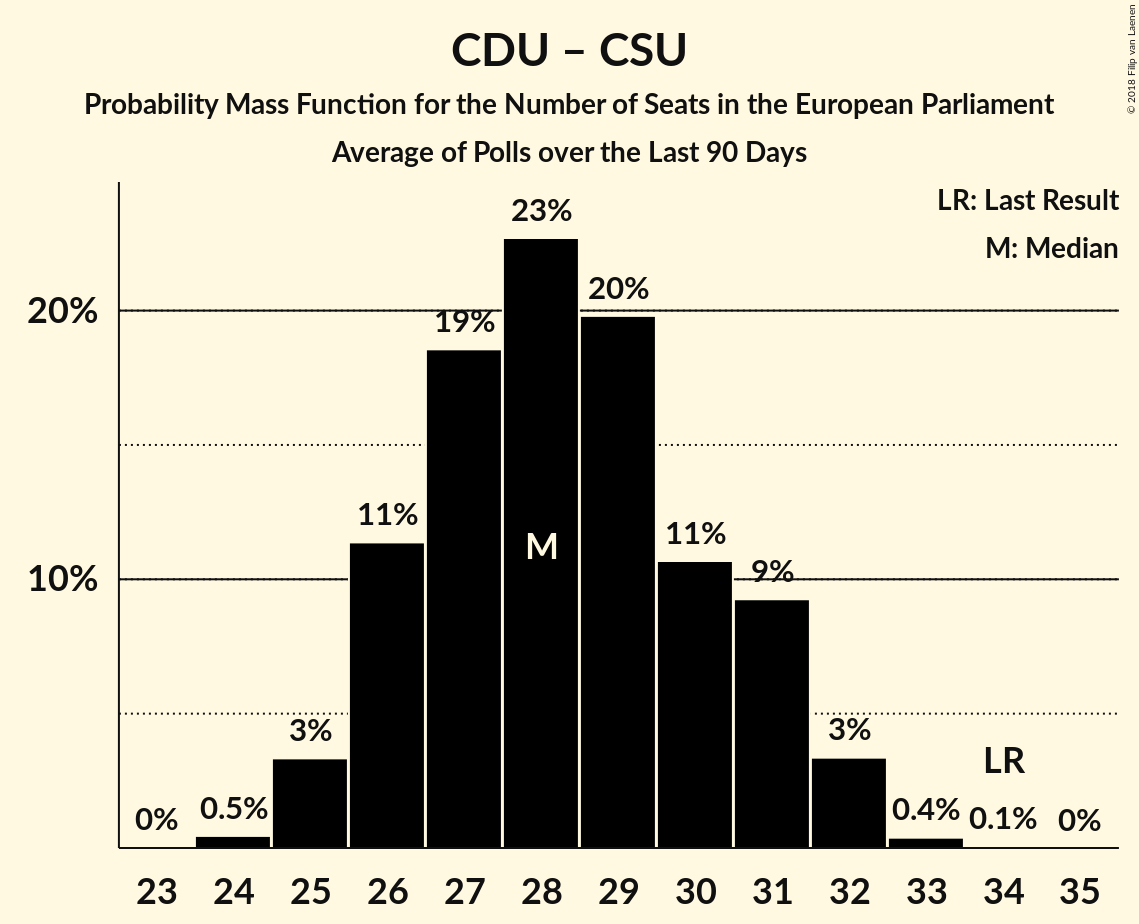 CDU – CSU
Probability Mass Function for the Number of Seats in the European Parliament
Average of Polls over the Last 90 Days
© 2018 Filip van Laenen
LR: Last Result
M: Median
23%
20%
20%
19%
11%
M
11%
10%
9%
3%
3%
LR
0%
0.5%
0.4%
0.1%
0%
23 24 25 26 27 28 29 30 31 32 33 34 35